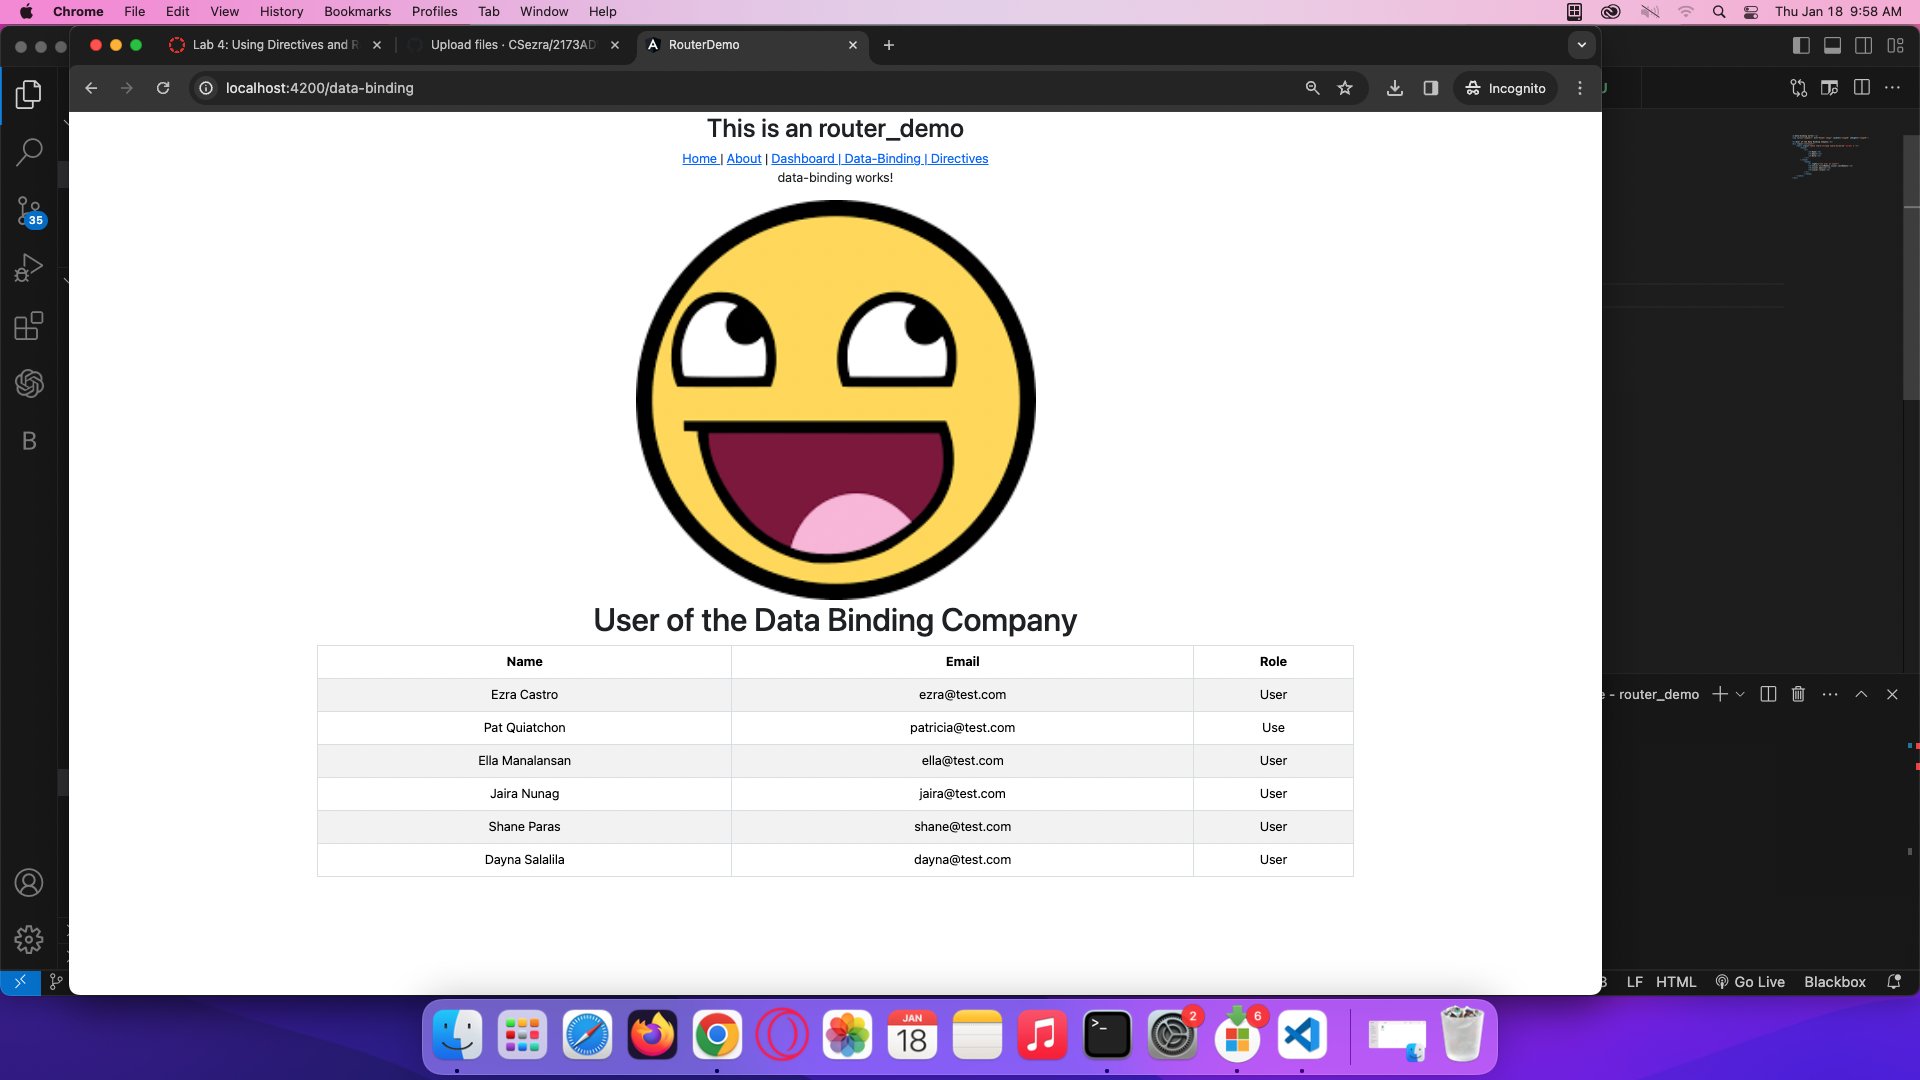 Chrome File Edit View History Bookmarks Profiles Tab Window Help Thu Jan 18 9:58 AM
Lab 4: Using Directives and R Upload files · CSezra/2173AD RouterDemo
localhost:4200/data-binding Incognito
This is an router_demo
Home | About | Dashboard | Data-Binding | Directives
data-binding works!
35
User of the Data Binding Company
Name Email Role
Ezra Castro ezra@test.com User
Pat Quiatchon patricia@test.com Use
Ella Manalansan ella@test.com User
Jaira Nunag jaira@test.com User
Shane Paras shane@test.com User
Dayna Salalila dayna@test.com User
- router_demo
B
LF HTML Go Live Blackbox
JAN
18
>_
2
6